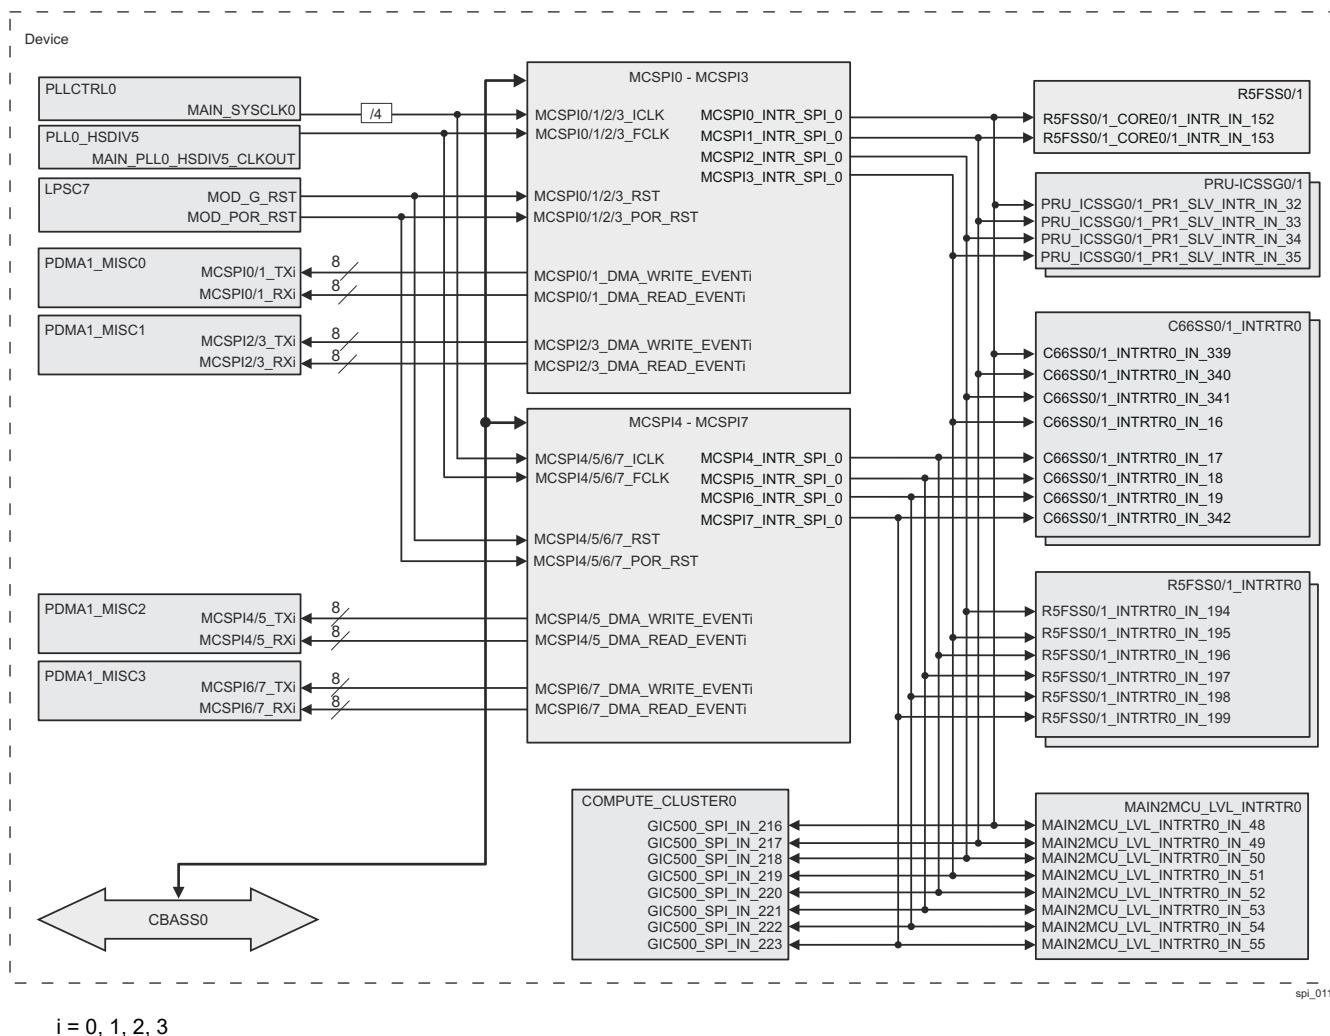 Device
PLLCTRL0
MAIN_SYSCLK0
/4
PLL0_HSDIV5
MAIN_PLL0_HSDIV5_CLKOUT
LPSC7
MOD_G_RST
MOD_POR_RST
PDMA1_MISC0
MCSPI0/1_TXi
8
MCSPI0/1_RXi
8
PDMA1_MISC1
MCSPI2/3_TXi
8
MCSPI2/3_RXi
8
MCSPI0 - MCSPI3
MCSPI0/1/2/3_ICLK
MCSPI0/1/2/3_FCLK
MCSPI0/1/2/3_RST
MCSPI0/1/2/3_POR_RST
MCSPI0/1_DMA_WRITE_EVENTi
MCSPI0/1_DMA_READ_EVENTi
MCSPI2/3_DMA_WRITE_EVENTi
MCSPI2/3_DMA_READ_EVENTi
MCSPI0_INTR_SPI_0
MCSPI1_INTR_SPI_0
MCSPI2_INTR_SPI_0
MCSPI3_INTR_SPI_0
R5FSS0/1
R5FSS0/1_CORE0/1_INTR_IN_152
R5FSS0/1_CORE0/1_INTR_IN_153
PRU-ICSSG0/1
PRU_ICSSG0/1_PR1_SLV_INTR_IN_32
PRU_ICSSG0/1_PR1_SLV_INTR_IN_33
PRU_ICSSG0/1_PR1_SLV_INTR_IN_34
PRU_ICSSG0/1_PR1_SLV_INTR_IN_35
C66SS0/1_INTRTR0
C66SS0/1_INTRTR0_IN_339
C66SS0/1_INTRTR0_IN_340
C66SS0/1_INTRTR0_IN_341
C66SS0/1_INTRTR0_IN_16
C66SS0/1_INTRTR0_IN_17
C66SS0/1_INTRTR0_IN_18
C66SS0/1_INTRTR0_IN_19
C66SS0/1_INTRTR0_IN_342
MCSPI4 - MCSPI7
MCSPI4/5/6/7_ICLK
MCSPI4/5/6/7_FCLK
MCSPI4/5/6/7_RST
MCSPI4/5/6/7_POR_RST
MCSPI4/5_DMA_WRITE_EVENTi
MCSPI4/5_DMA_READ_EVENTi
MCSPI6/7_DMA_WRITE_EVENTi
MCSPI6/7_DMA_READ_EVENTi
MCSPI4_INTR_SPI_0
MCSPI5_INTR_SPI_0
MCSPI6_INTR_SPI_0
MCSPI7_INTR_SPI_0
PDMA1_MISC2
MCSPI4/5_TXi
8
MCSPI4/5_RXi
8
PDMA1_MISC3
MCSPI6/7_TXi
8
MCSPI6/7_RXi
8
R5FSS0/1_INTRTR0
R5FSS0/1_INTRTR0_IN_194
R5FSS0/1_INTRTR0_IN_195
R5FSS0/1_INTRTR0_IN_196
R5FSS0/1_INTRTR0_IN_197
R5FSS0/1_INTRTR0_IN_198
R5FSS0/1_INTRTR0_IN_199
COMPUTE_CLUSTER0
GIC500_SPI_IN_216
GIC500_SPI_IN_217
GIC500_SPI_IN_218
GIC500_SPI_IN_219
GIC500_SPI_IN_220
GIC500_SPI_IN_221
GIC500_SPI_IN_222
GIC500_SPI_IN_223
MAIN2MCU_LVL_INTRTR0
MAIN2MCU_LVL_INTRTR0_IN_48
MAIN2MCU_LVL_INTRTR0_IN_49
MAIN2MCU_LVL_INTRTR0_IN_50
MAIN2MCU_LVL_INTRTR0_IN_51
MAIN2MCU_LVL_INTRTR0_IN_52
MAIN2MCU_LVL_INTRTR0_IN_53
MAIN2MCU_LVL_INTRTR0_IN_54
MAIN2MCU_LVL_INTRTR0_IN_55
CBASS0
spi_011
i = 0, 1, 2, 3